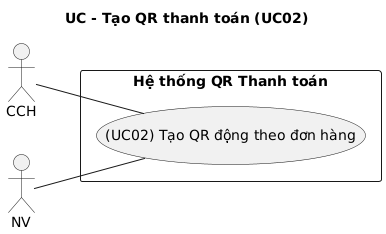 UC - Tạo QR thanh toán (UC02)
Hệ thống QR Thanh toán
CCH
(UC02) Tạo QR động theo đơn hàng
NV